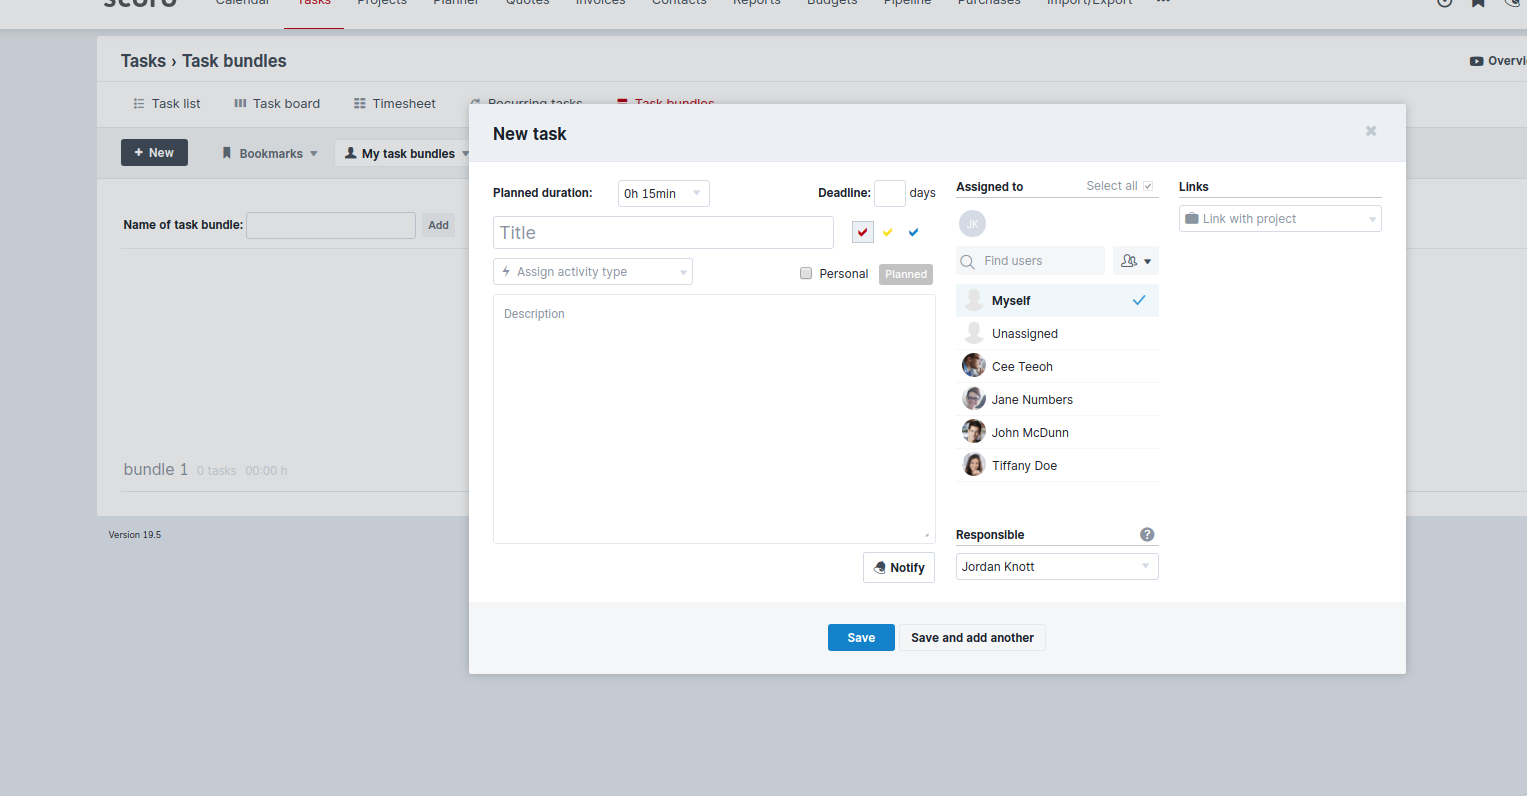 scoro Calendar Tasks Projects Planner Quotes Invoices Contacts Reports Budgets Pipeline Purchases Import/Export ...
Tasks › Task bundles
Overvi
Task list Task board Timesheet Recurring tasks Task bundles
+ New Bookmarks My task bundles
Name of task bundle: Add
bundle 1 0 tasks 00:00 h
Version 19.5
New task
Planned duration: 0h 15min Deadline: days
Title
Assign activity type Personal Planned
Description
Notify
Assigned to Select all
JK
Find users
Myself
Unassigned
Cee Teeoh
Jane Numbers
John McDunn
Tiffany Doe
Responsible ?
Jordan Knott
Links
Link with project
Save Save and add another